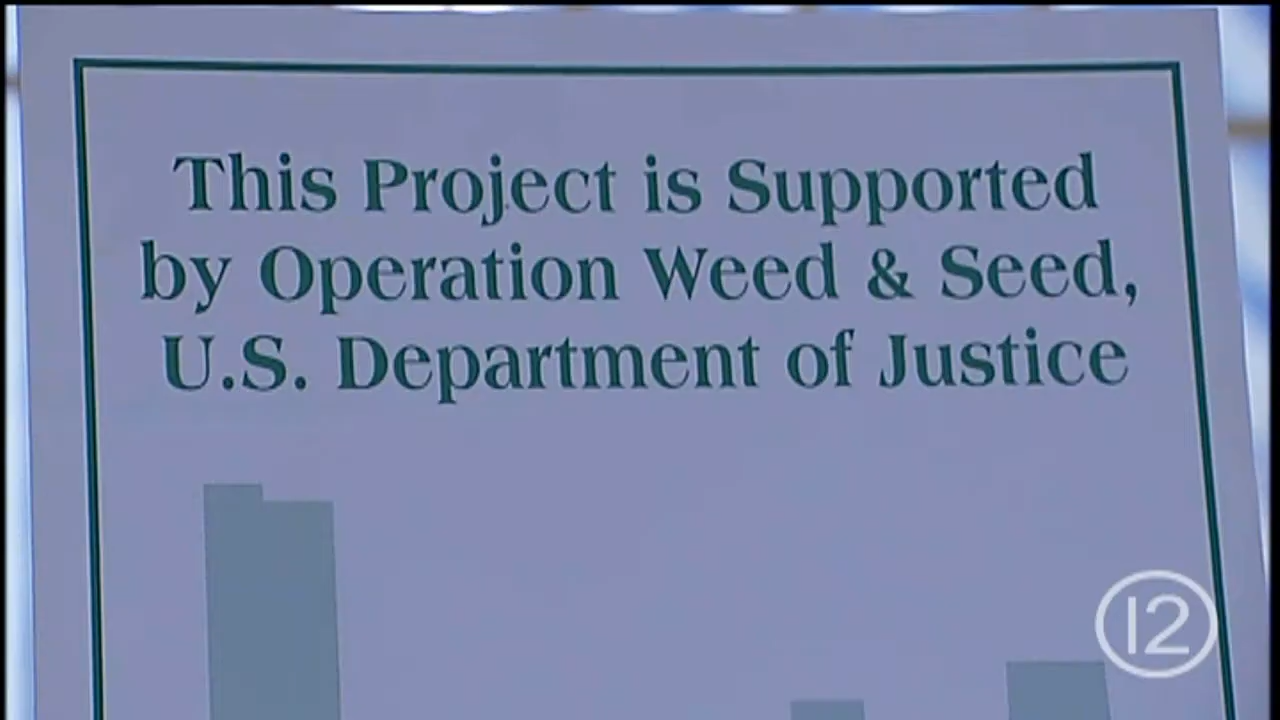 This Project is Supported
by Operation Weed & Seed,
U.S. Department of Justice
12